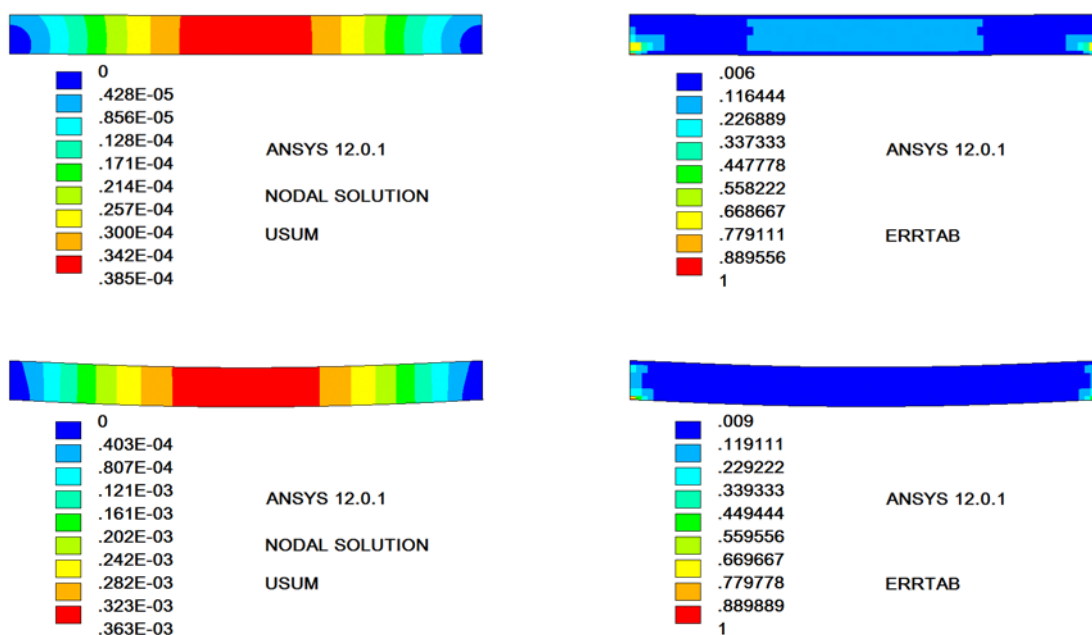 0
.428E-05
.856E-05
.128E-04
.171E-04
.214E-04
.257E-04
.300E-04
.342E-04
.385E-04
ANSYS 12.0.1
NODAL SOLUTION
USUM
.006
.116444
.226889
.337333
.447778
.558222
.668667
.779111
.889556
1
ANSYS 12.0.1
ERRTAB
0
.403E-04
.807E-04
.121E-03
.161E-03
.202E-03
.242E-03
.282E-03
.323E-03
.363E-03
ANSYS 12.0.1
NODAL SOLUTION
USUM
.009
.119111
.229222
.339333
.449444
.559556
.669667
.779778
.889889
1
ANSYS 12.0.1
ERRTAB